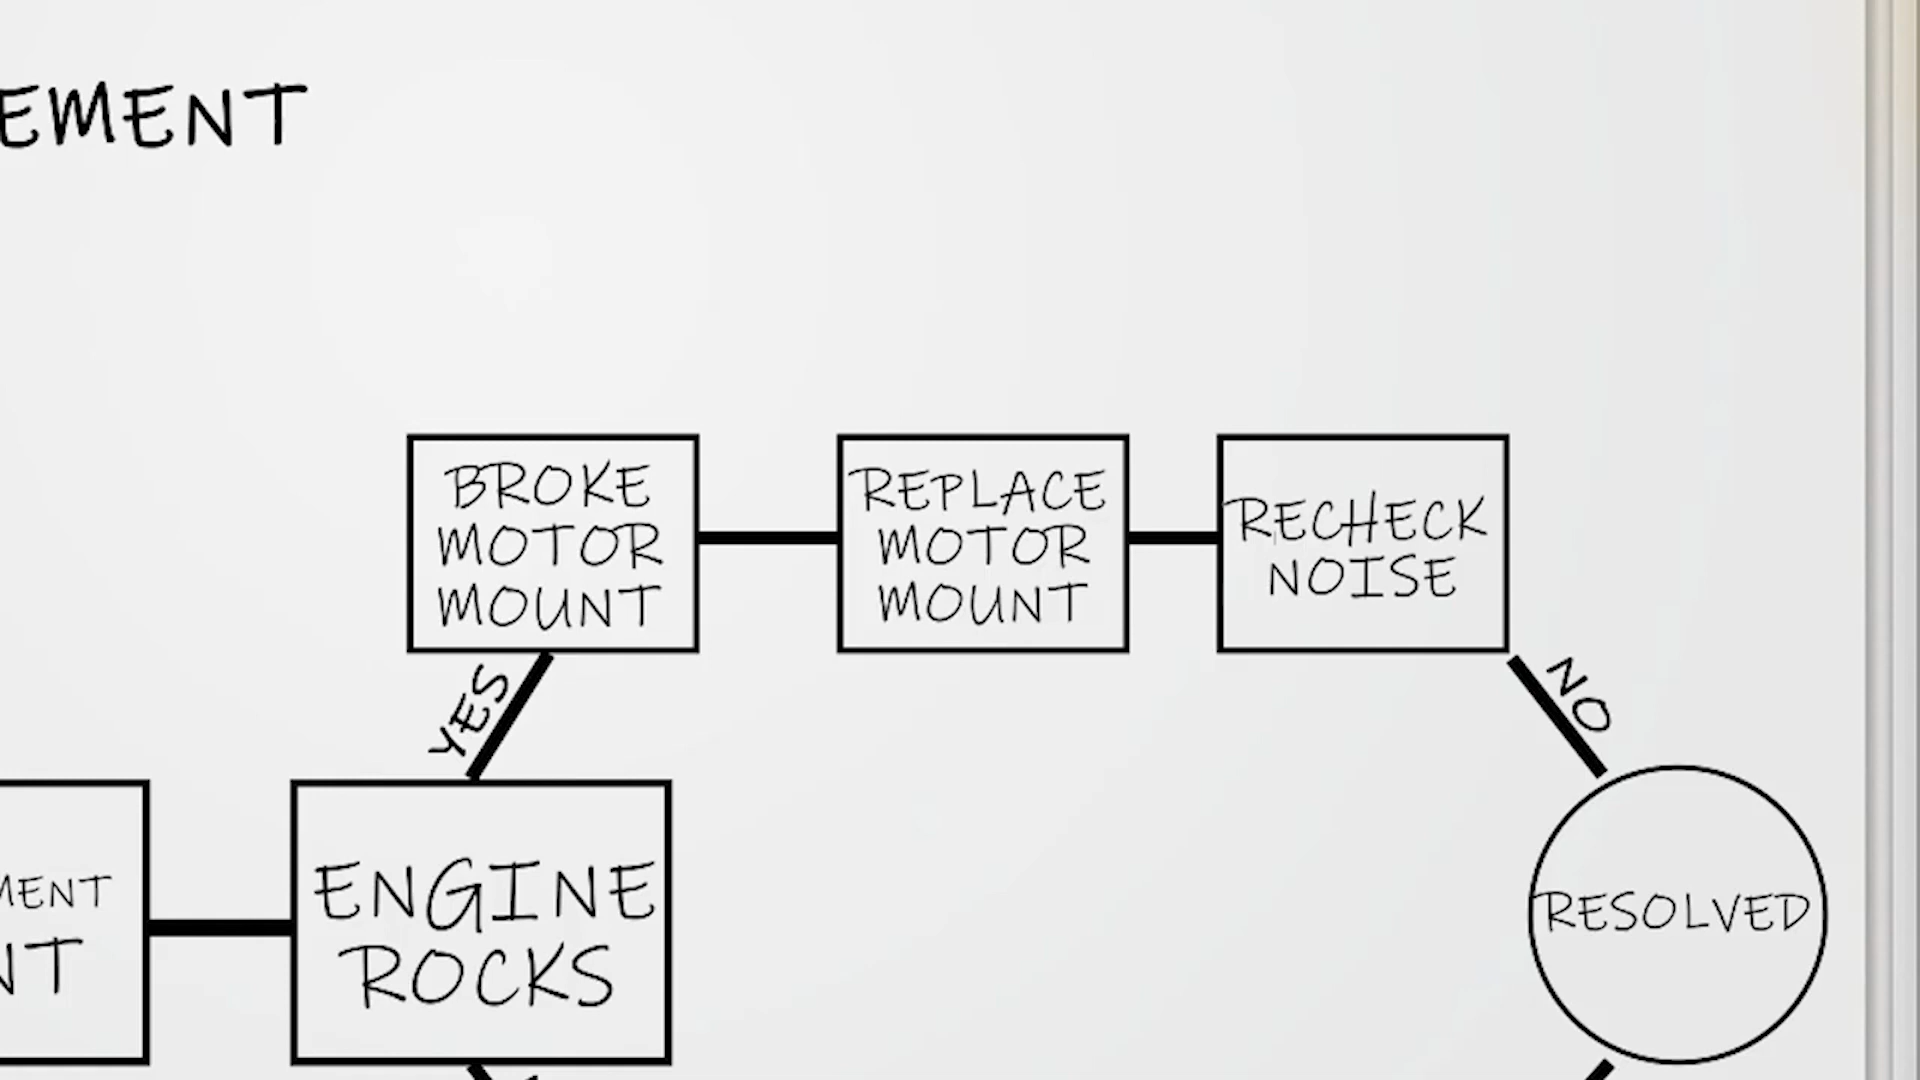 EMENT
BROKE
MOTOR
MOUNT
REPLACE
MOTOR
MOUNT
RECHECK
NOISE
YES
NO
MENT
NT
ENGINE
ROCKS
RESOLVED